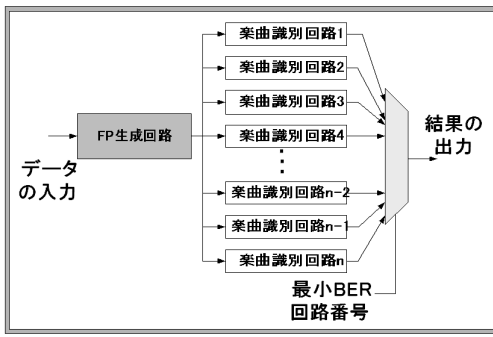 楽曲識別回路1
楽曲識別回路2
楽曲識別回路3
楽曲識別回路4
FP生成回路
データ
の入力
結果の
出力
楽曲識別回路n-2
楽曲識別回路n-1
楽曲識別回路n
最小BER
回路番号